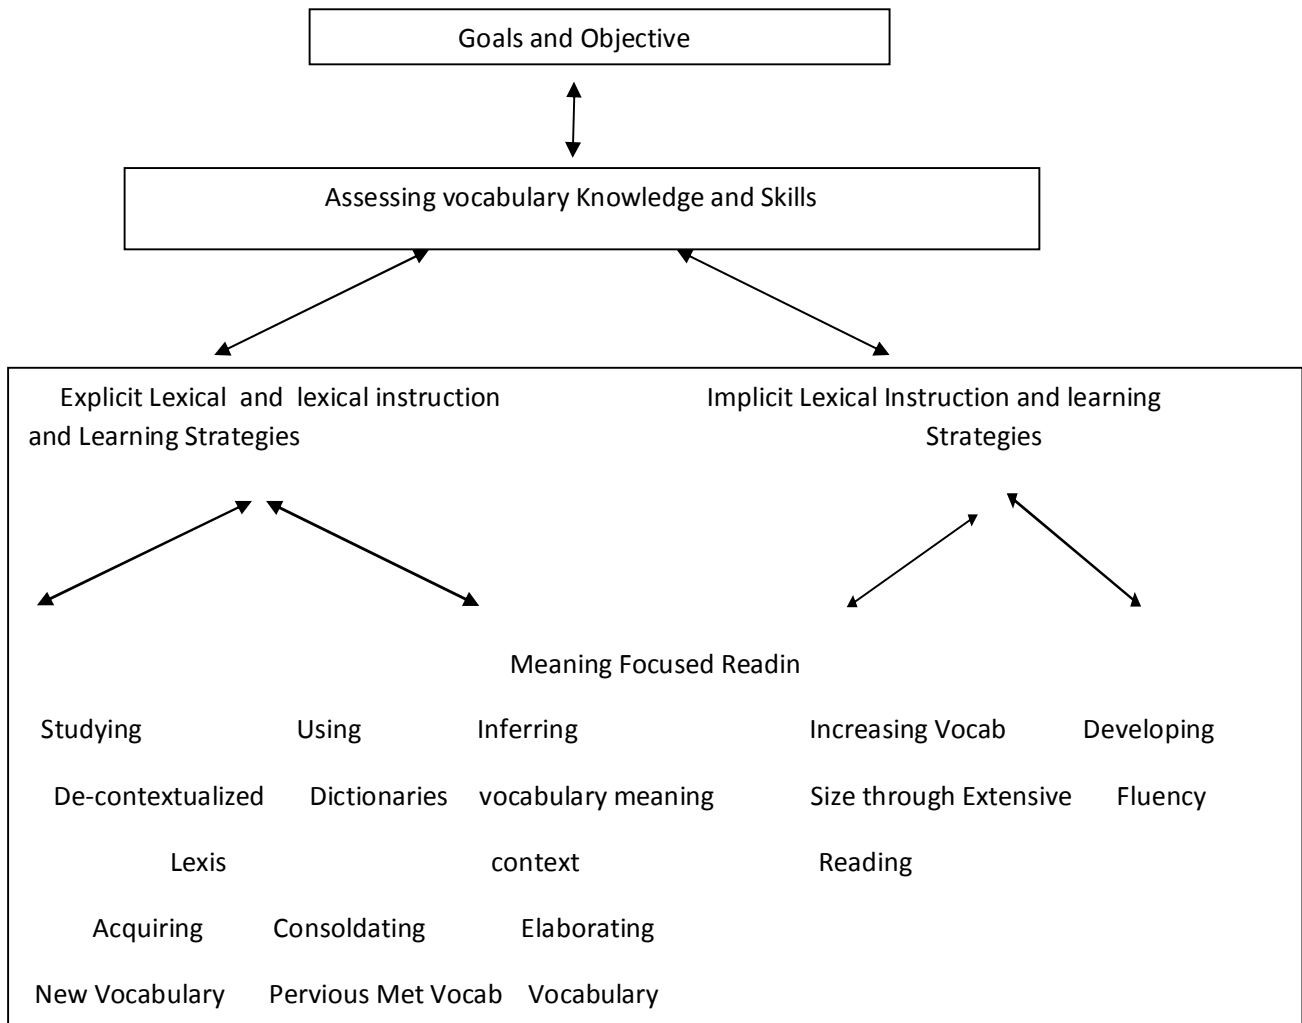 Goals and Objective
Assessing vocabulary Knowledge and Skills
Explicit Lexical and lexical instruction
and Learning Strategies
Implicit Lexical Instruction and learning
Strategies
Meaning Focused Readin
Studying Using Inferring Increasing Vocab Developing
De-contextualized Dictionaries vocabulary meaning Size through Extensive Fluency
Lexis context Reading
Acquiring Consoldating Elaborating
New Vocabulary Pervious Met Vocab Vocabulary